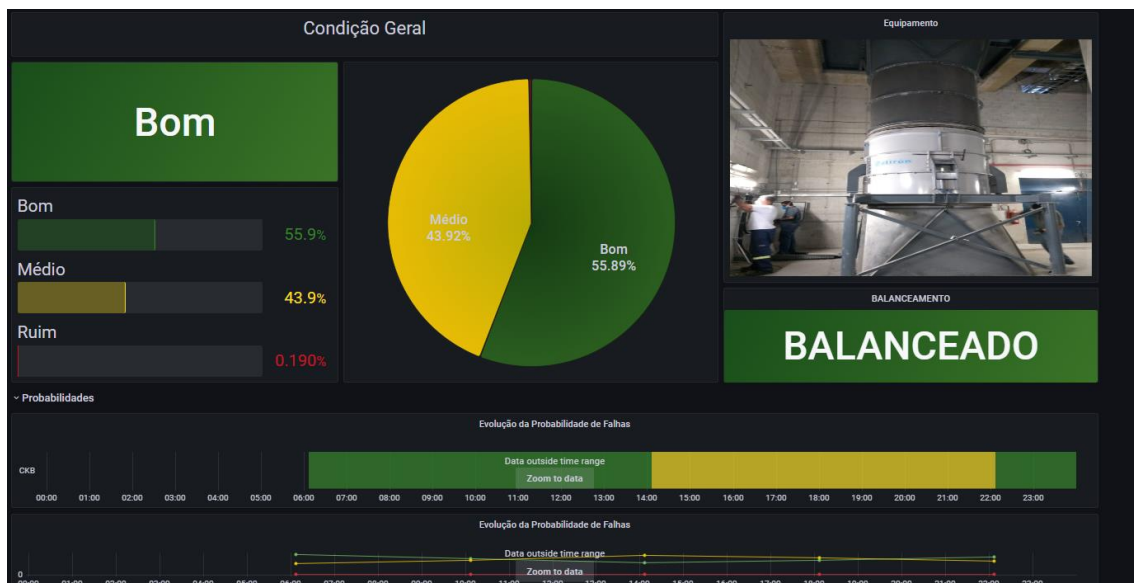 Condição Geral
Equipamento
Bom
Bom
55.9%
Médio
43.9%
Ruim
0.190%
Médio
43.92%
Bom
55.89%
BALANCEAMENTO
BALANCEADO
Probabilidades
Evolução da Probabilidade de Falhas
CKB
Data outside time range
Zoom to data
00:00 01:00 02:00 03:00 04:00 05:00 06:00 07:00 08:00 09:00 10:00 11:00 12:00 13:00 14:00 15:00 16:00 17:00 18:00 19:00 20:00 21:00 22:00 23:00
Evolução da Probabilidade de Falhas
Data outside time range
0
Zoom to data